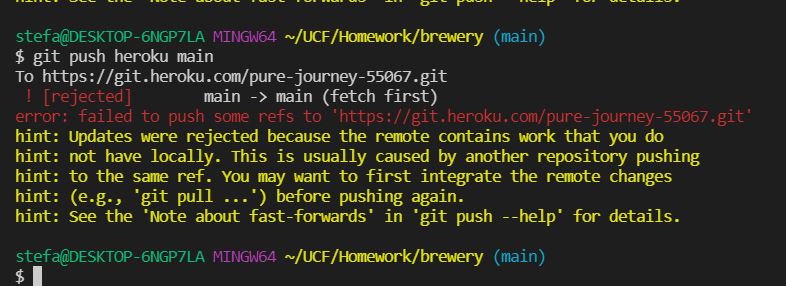 hint: See the 'Note about fast-forwards' in 'git push --help' for details.
stefa@DESKTOP-6NGP7LA MINGW64 ~/UCF/Homework/brewery (main)
$ git push heroku main
To https://git.heroku.com/pure-journey-55067.git
! [rejected] main -> main (fetch first)
error: failed to push some refs to 'https://git.heroku.com/pure-journey-55067.git'
hint: Updates were rejected because the remote contains work that you do
hint: not have locally. This is usually caused by another repository pushing
hint: to the same ref. You may want to first integrate the remote changes
hint: (e.g., 'git pull ...') before pushing again.
hint: See the 'Note about fast-forwards' in 'git push --help' for details.
stefa@DESKTOP-6NGP7LA MINGW64 ~/UCF/Homework/brewery (main)
$